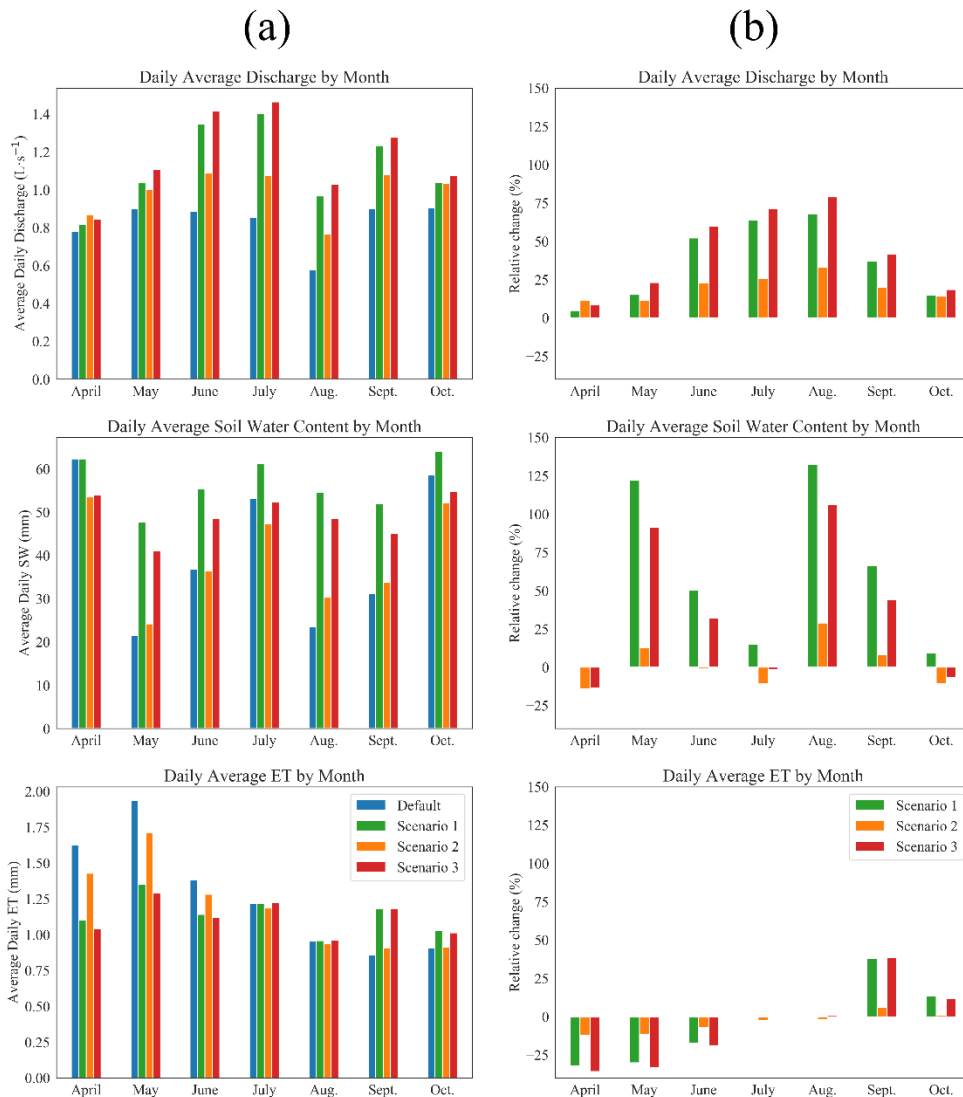 (a)
Daily Average Discharge by Month
Average Daily Discharge (L·s⁻¹)
1.4
1.2
1.0
0.8
0.6
0.4
0.2
0.0
April May June July Aug. Sept. Oct.
Daily Average Soil Water Content by Month
Average Daily SW (mm)
60
50
40
30
20
10
0
April May June July Aug. Sept. Oct.
Daily Average ET by Month
Average Daily ET (mm)
2.00
1.75
1.50
1.25
1.00
0.75
0.50
0.25
0.00
Default
Scenario 1
Scenario 2
Scenario 3
April May June July Aug. Sept. Oct.
(b)
Daily Average Discharge by Month
Relative change (%)
150
125
100
75
50
25
0
−25
April May June July Aug. Sept. Oct.
Daily Average Soil Water Content by Month
Relative change (%)
150
125
100
75
50
25
0
−25
April May June July Aug. Sept. Oct.
Daily Average ET by Month
Relative change (%)
150
125
100
75
50
25
0
−25
Scenario 1
Scenario 2
Scenario 3
April May June July Aug. Sept. Oct.